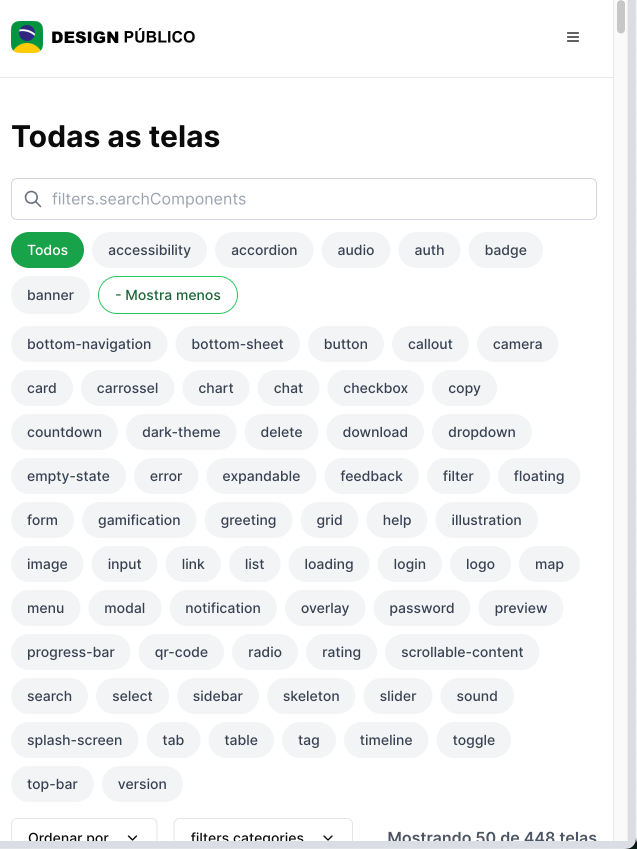 DESIGN PÚBLICO
Todas as telas
filters.searchComponents
Todos accessibility accordion audio auth badge
banner - Mostra menos
bottom-navigation bottom-sheet button callout camera
card carrossel chart chat checkbox copy
countdown dark-theme delete download dropdown
empty-state error expandable feedback filter floating
form gamification greeting grid help illustration
image input link list loading login logo map
menu modal notification overlay password preview
progress-bar qr-code radio rating scrollable-content
search select sidebar skeleton slider sound
splash-screen tab table tag timeline toggle
top-bar version
Ordenar por filters.categories Mostrando 50 de 448 telas